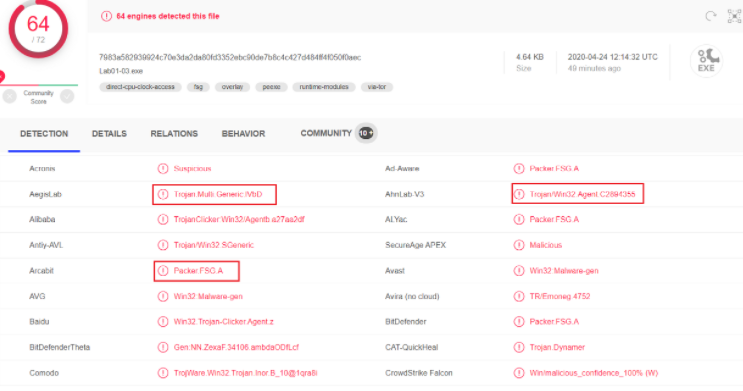 64
/ 72
64 engines detected this file
7983a582939924c70e3da2da80fd3352ebc90de7b8c4c427d484ff4f050f0aec
Lab01-03.exe
direct-cpu-clock-access fsg overlay peexe runtime-modules via-tor
4.64 KB
Size
2020-04-24 12:14:32 UTC
49 minutes ago
EXE
Community
Score
DETECTION DETAILS RELATIONS BEHAVIOR COMMUNITY 10+
Acronis Suspicious Ad-Aware Packer.FSG.A
AegisLab Trojan.Multi.Generic.lVbD AhnLab-V3 Trojan/Win32.Agent.C2894355
Alibaba TrojanClicker:Win32/Agentb.a27aa2df ALYac Packer.FSG.A
Antiy-AVL Trojan/Win32.SGeneric SecureAge APEX Malicious
Arcabit Packer.FSG.A Avast Win32:Malware-gen
AVG Win32:Malware-gen Avira (no cloud) TR/Emoneg.4752
Baidu Win32.Trojan-Clicker.Agent.z BitDefender Packer.FSG.A
BitDefenderTheta Gen:NN.ZexaF.34106.ambdaODfLcf CAT-QuickHeal Trojan.Dynamer
Comodo TrojWare.Win32.Trojan.Inor.B_10@1qra8i CrowdStrike Falcon Win/malicious_confidence_100% (W)